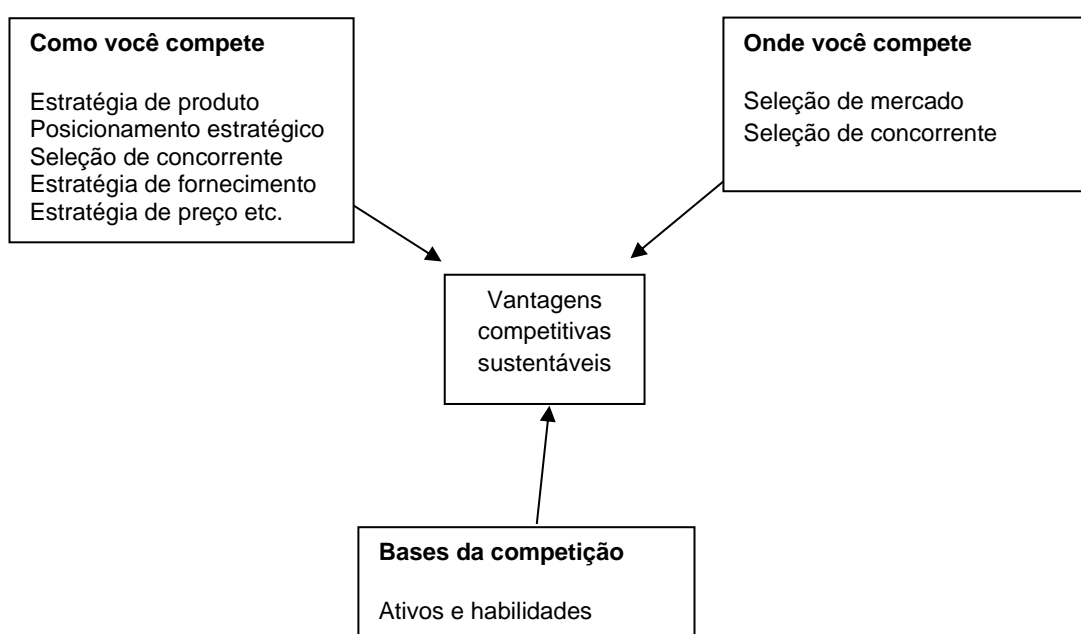 Como você compete
Estratégia de produto
Posicionamento estratégico
Seleção de concorrente
Estratégia de fornecimento
Estratégia de preço etc.
Onde você compete
Seleção de mercado
Seleção de concorrente
Vantagens
competitivas
sustentáveis
Bases da competição
Ativos e habilidades